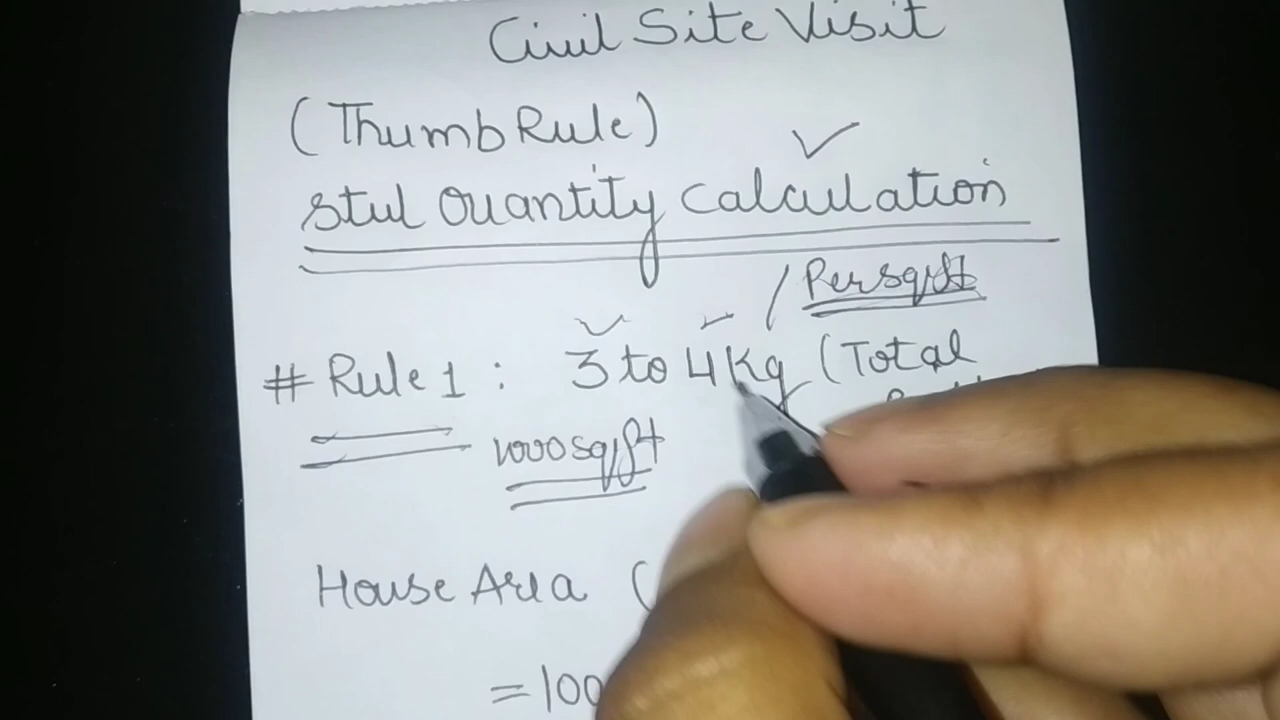 Civil Site Visit
(Thumb Rule)
Steel Quantity Calculation
/ Per sqft
# Rule 1 : 3 to 4 Kg (Total
1000 sqft
House Area (
= 100